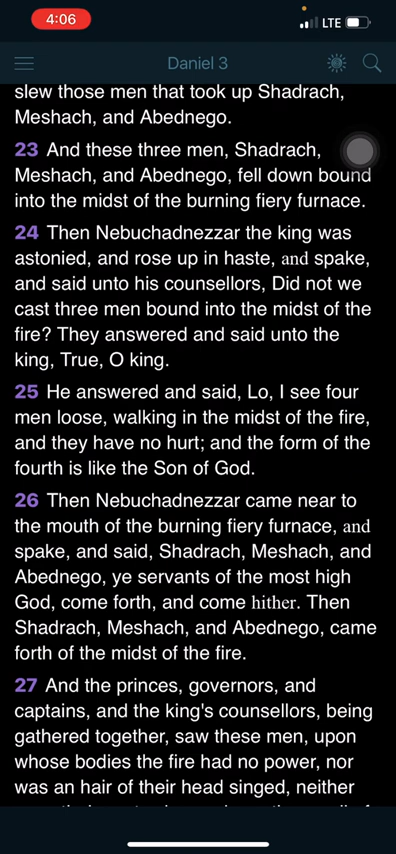 4:06
LTE
Daniel 3
slew those men that took up Shadrach,
Meshach, and Abednego.
23 And these three men, Shadrach,
Meshach, and Abednego, fell down bound
into the midst of the burning fiery furnace.
24 Then Nebuchadnezzar the king was
astonied, and rose up in haste, and spake,
and said unto his counsellors, Did not we
cast three men bound into the midst of the
fire? They answered and said unto the
king, True, O king.
25 He answered and said, Lo, I see four
men loose, walking in the midst of the fire,
and they have no hurt; and the form of the
fourth is like the Son of God.
26 Then Nebuchadnezzar came near to
the mouth of the burning fiery furnace, and
spake, and said, Shadrach, Meshach, and
Abednego, ye servants of the most high
God, come forth, and come hither. Then
Shadrach, Meshach, and Abednego, came
forth of the midst of the fire.
27 And the princes, governors, and
captains, and the king's counsellors, being
gathered together, saw these men, upon
whose bodies the fire had no power, nor
was an hair of their head singed, neither